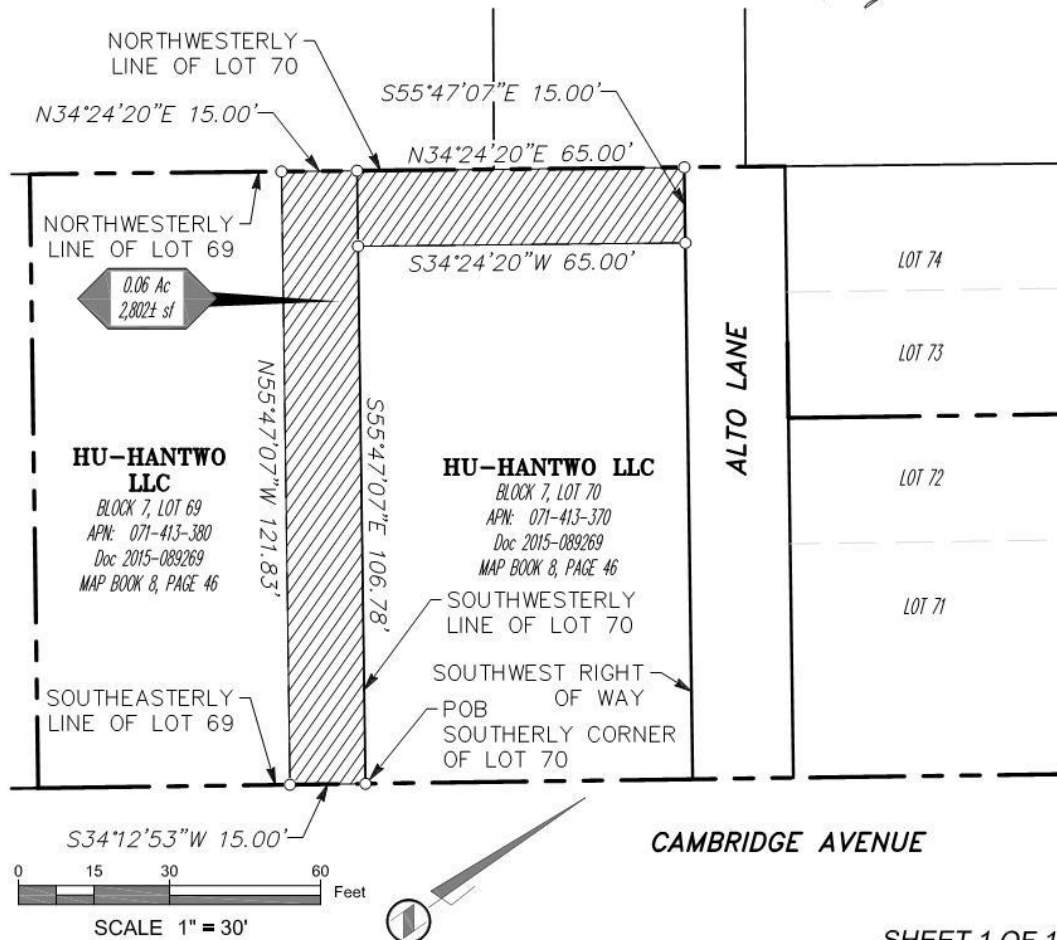 NORTHWESTERLY
LINE OF LOT 70
S55°47'07"E 15.00'
N34°24'20"E 15.00'
N34°24'20"E 65.00'
NORTHWESTERLY
LINE OF LOT 69
S34°24'20"W 65.00'
0.06 Ac
2,802± sf
LOT 74
LOT 73
N55°47'07"W 121.83'
S55°47'07"E 106.78'
ALTO LANE
HU-HANTWO
LLC
BLOCK 7, LOT 69
APN: 071-413-380
Doc 2015-089269
MAP BOOK 8, PAGE 46
HU-HANTWO LLC
BLOCK 7, LOT 70
APN: 071-413-370
Doc 2015-089269
MAP BOOK 8, PAGE 46
LOT 72
LOT 71
SOUTHWESTERLY
LINE OF LOT 70
SOUTHWEST RIGHT
OF WAY
SOUTHEASTERLY
LINE OF LOT 69
POB
SOUTHERLY CORNER
OF LOT 70
S34°12'53"W 15.00'
CAMBRIDGE AVENUE
0 15 30 60
Feet
SCALE 1" = 30'
SHEET 1 OF 1